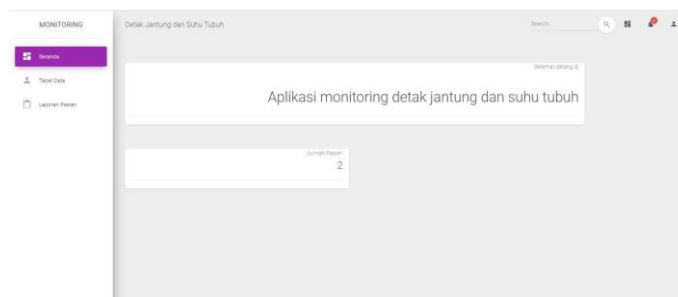 MONITORING
Beranda
Tabel Data
Laporan Pasien
Detak Jantung dan Suhu Tubuh
Search...
Selamat datang di
Aplikasi monitoring detak jantung dan suhu tubuh
Jumlah Pasien
2